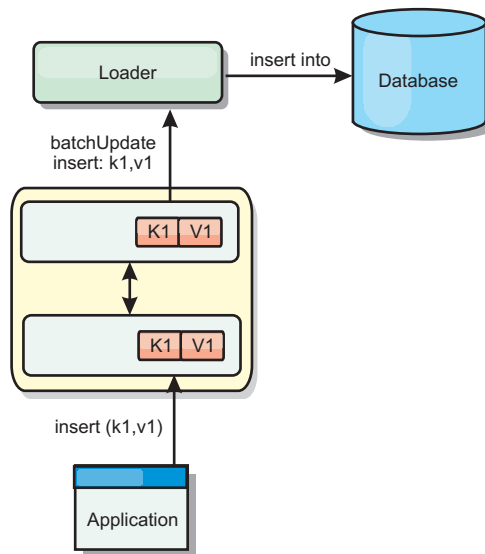 Loader
insert into
Database
batchUpdate
insert: k1,v1
K1 V1
K1 V1
insert (k1,v1)
Application